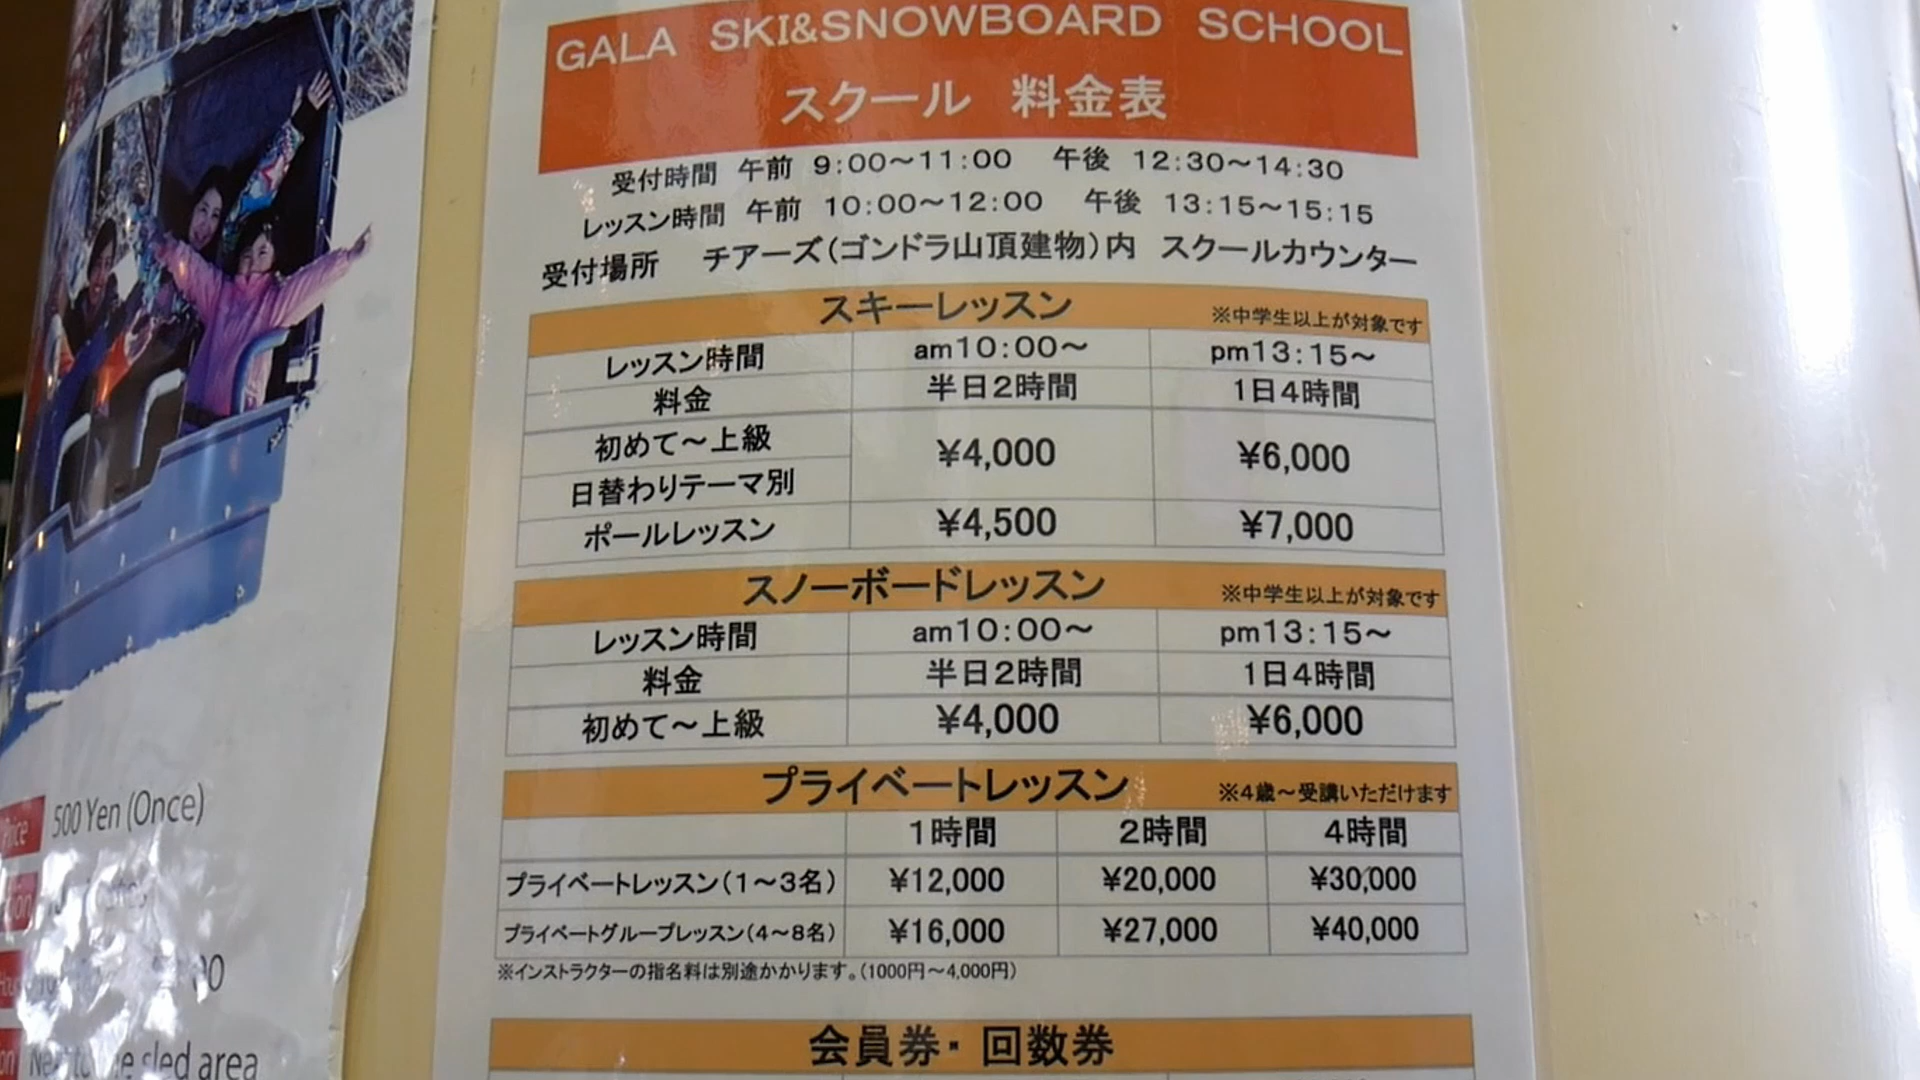 GALA SKI&SNOWBOARD SCHOOL
スクール 料金表
受付時間 午前 9:00～11:00 午後 12:30～14:30
レッスン時間 午前 10:00～12:00 午後 13:15～15:15
受付場所 チアーズ(ゴンドラ山頂建物)内 スクールカウンター
スキーレッスン ※中学生以上が対象です
レッスン時間 am10:00～ pm13:15～
料金 半日2時間 1日4時間
初めて～上級 ¥4,000 ¥6,000
日替わりテーマ別
ポールレッスン ¥4,500 ¥7,000
スノーボードレッスン ※中学生以上が対象です
レッスン時間 am10:00～ pm13:15～
料金 半日2時間 1日4時間
初めて～上級 ¥4,000 ¥6,000
プライベートレッスン ※4歳～受講いただけます
1時間 2時間 4時間
プライベートレッスン(1～3名) ¥12,000 ¥20,000 ¥30,000
プライベートグループレッスン(4～8名) ¥16,000 ¥27,000 ¥40,000
※インストラクターの指名料は別途かかります。(1000円～4,000円)
会員券・回数券
500 Yen (Once)
sled area